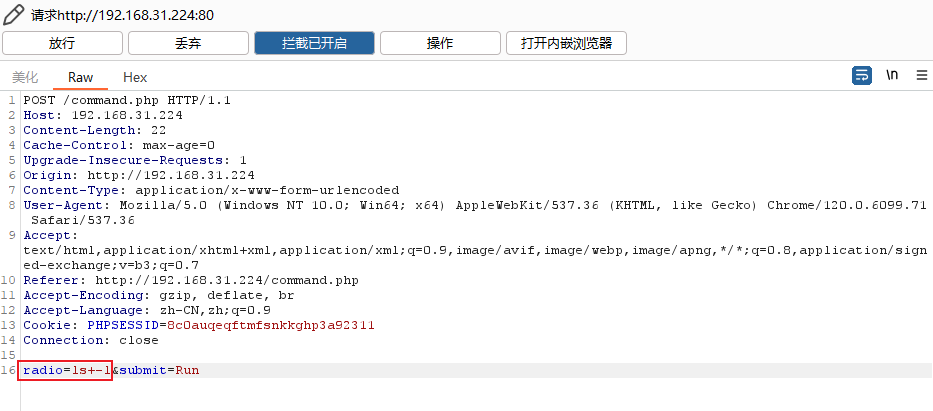 请求http://192.168.31.224:80
放行 丢弃 拦截已开启 操作 打开内嵌浏览器
美化 Raw Hex \n
1 POST /command.php HTTP/1.1
2 Host: 192.168.31.224
3 Content-Length: 22
4 Cache-Control: max-age=0
5 Upgrade-Insecure-Requests: 1
6 Origin: http://192.168.31.224
7 Content-Type: application/x-www-form-urlencoded
8 User-Agent: Mozilla/5.0 (Windows NT 10.0; Win64; x64) AppleWebKit/537.36 (KHTML, like Gecko) Chrome/120.0.6099.71
Safari/537.36
9 Accept:
text/html,application/xhtml+xml,application/xml;q=0.9,image/avif,image/webp,image/apng,*/*;q=0.8,application/sign
ed-exchange;v=b3;q=0.7
10 Referer: http://192.168.31.224/command.php
11 Accept-Encoding: gzip, deflate, br
12 Accept-Language: zh-CN,zh;q=0.9
13 Cookie: PHPSESSID=8c0auqeqftmfsnkkghp3a92311
14 Connection: close
15
16 radio=ls+-l&submit=Run